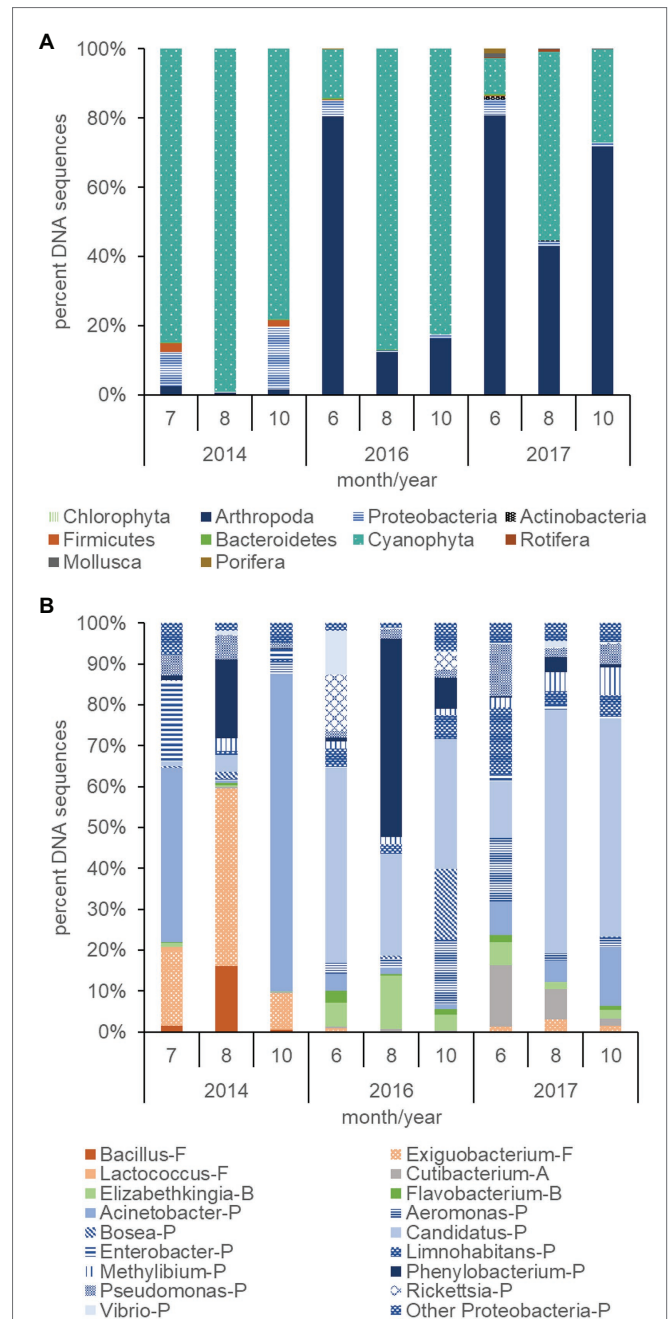 A
100%
80%
60%
40%
20%
0%
percent DNA sequences
7 8 10 6 8 10 6 8 10
2014 2016 2017
month/year
Chlorophyta Arthropoda Proteobacteria Actinobacteria
Firmicutes Bacteroidetes Cyanophyta Rotifera
Mollusca Porifera
B
100%
90%
80%
70%
60%
50%
40%
30%
20%
10%
0%
percent DNA sequences
7 8 10 6 8 10 6 8 10
2014 2016 2017
month/year
Bacillus-F Exiguobacterium-F
Lactococcus-F Cutibacterium-A
Elizabethkingia-B Flavobacterium-B
Acinetobacter-P Aeromonas-P
Bosea-P Candidatus-P
Enterobacter-P Limnohabitans-P
Methylibium-P Phenylobacterium-P
Pseudomonas-P Rickettsia-P
Vibrio-P Other Proteobacteria-P